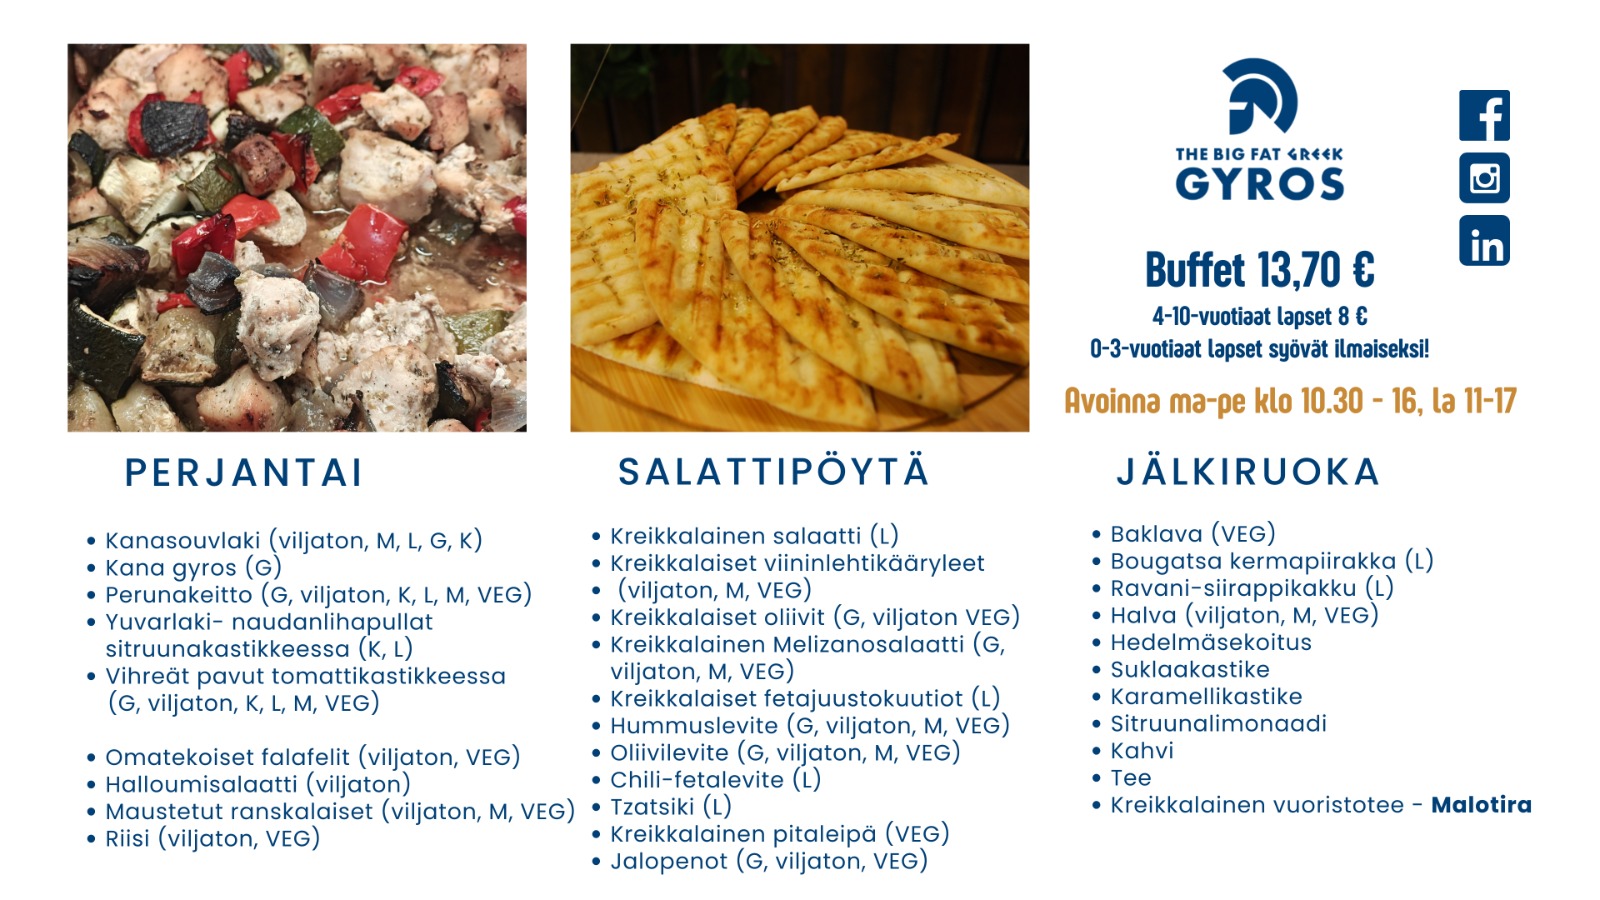 THE BIG FAT GREEK
GYROS
Buffet 13,70 €
4-10-vuotiaat lapset 8 €
0-3-vuotiaat lapset syövät ilmaiseksi!
Avoinna ma-pe klo 10.30 - 16, la 11-17
PERJANTAI
• Kanasouvlaki (viljaton, M, L, G, K)
• Kana gyros (G)
• Perunakeitto (G, viljaton, K, L, M, VEG)
• Yuvarlaki- naudanlihapullat
sitruunakastikkeessa (K, L)
• Vihreät pavut tomattikastikkeessa
(G, viljaton, K, L, M, VEG)
• Omatekoiset falafelit (viljaton, VEG)
• Halloumisalaatti (viljaton)
• Maustetut ranskalaiset (viljaton, M, VEG)
• Riisi (viljaton, VEG)
SALATTIPÖYTÄ
• Kreikkalainen salaatti (L)
• Kreikkalaiset viininlehtikääryleet
• (viljaton, M, VEG)
• Kreikkalaiset oliivit (G, viljaton VEG)
• Kreikkalainen Melizanosalaatti (G,
viljaton, M, VEG)
• Kreikkalaiset fetajuustokuutiot (L)
• Hummuslevite (G, viljaton, M, VEG)
• Oliivilevite (G, viljaton, M, VEG)
• Chili-fetalevite (L)
• Tzatsiki (L)
• Kreikkalainen pitaleipä (VEG)
• Jalopenot (G, viljaton, VEG)
JÄLKIRUOKA
• Baklava (VEG)
• Bougatsa kermapiirakka (L)
• Ravani-siirappikakku (L)
• Halva (viljaton, M, VEG)
• Hedelmäsekoitus
• Suklaakastike
• Karamellikastike
• Sitruunalimonaadi
• Kahvi
• Tee
• Kreikkalainen vuoristotee - Malotira